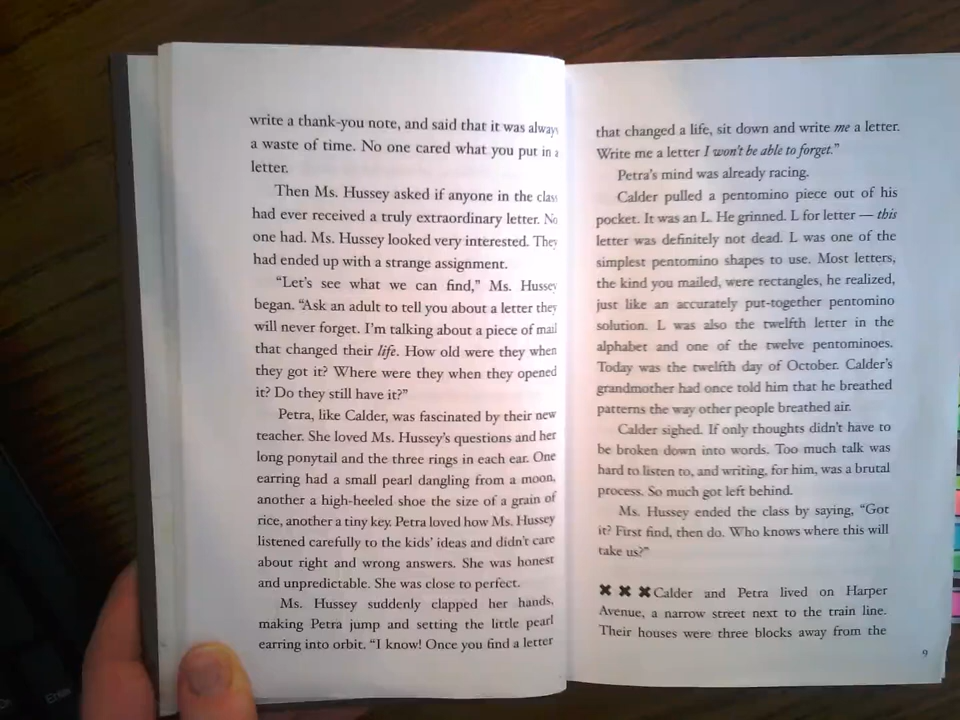 write a thank-you note, and said that it was always
a waste of time. No one cared what you put in a
letter.
Then Ms. Hussey asked if anyone in the class
had ever received a truly extraordinary letter. No
one had. Ms. Hussey looked very interested. They
had ended up with a strange assignment.
“Let’s see what we can find,” Ms. Hussey
began. “Ask an adult to tell you about a letter they
will never forget. I’m talking about a piece of mail
that changed their life. How old were they when
they got it? Where were they when they opened
it? Do they still have it?”
Petra, like Calder, was fascinated by their new
teacher. She loved Ms. Hussey’s questions and her
long ponytail and the three rings in each ear. One
earring had a small pearl dangling from a moon,
another a high-heeled shoe the size of a grain of
rice, another a tiny key. Petra loved how Ms. Hussey
listened carefully to the kids’ ideas and didn’t care
about right and wrong answers. She was honest
and unpredictable. She was close to perfect.
Ms. Hussey suddenly clapped her hands,
making Petra jump and setting the little pearl
earring into orbit. “I know! Once you find a letter
that changed a life, sit down and write me a letter.
Write me a letter I won’t be able to forget.”
Petra’s mind was already racing.
Calder pulled a pentomino piece out of his
pocket. It was an L. He grinned. L for letter — this
letter was definitely not dead. L was one of the
simplest pentomino shapes to use. Most letters,
the kind you mailed, were rectangles, he realized,
just like an accurately put-together pentomino
solution. L was also the twelfth letter in the
alphabet and one of the twelve pentominoes.
Today was the twelfth day of October. Calder’s
grandmother had once told him that he breathed
patterns the way other people breathed air.
Calder sighed. If only thoughts didn’t have to
be broken down into words. Too much talk was
hard to listen to, and writing, for him, was a brutal
process. So much got left behind.
Ms. Hussey ended the class by saying, “Got
it? First find, then do. Who knows where this will
take us?”
✖ ✖ ✖ Calder and Petra lived on Harper
Avenue, a narrow street next to the train line.
Their houses were three blocks away from the
9
Enter